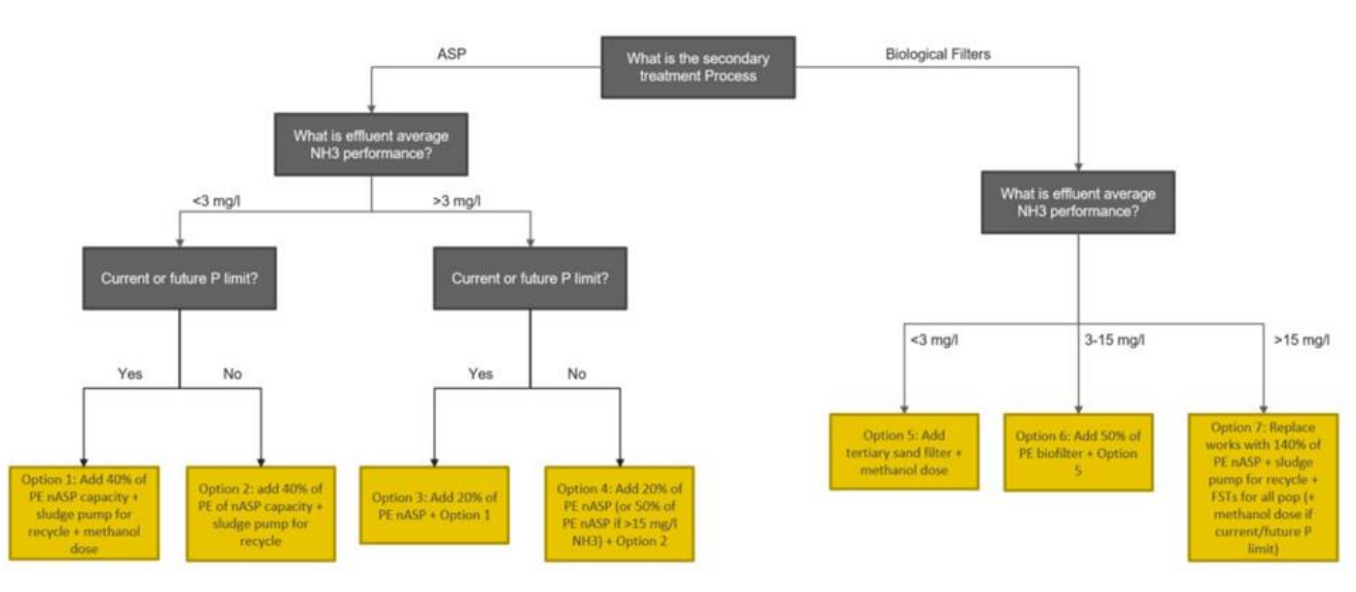 ASP
What is the secondary
treatment Process
Biological Filters
What is effluent average
NH3 performance?
What is effluent average
NH3 performance?
<3 mg/l
>3 mg/l
Current or future P limit?
Current or future P limit?
<3 mg/l
3-15 mg/l
>15 mg/l
Yes
No
Yes
No
Option 1: Add 40% of
PE nASP capacity +
sludge pump for
recycle + methanol
dose
Option 2: add 40% of
PE of nASP capacity +
sludge pump for
recycle
Option 3: Add 20% of
PE nASP + Option 1
Option 4: Add 20% of
PE nASP (or 50% of
PE nASP if >15 mg/l
NH3) + Option 2
Option 5: Add
tertiary sand filter +
methanol dose
Option 6: Add 50% of
PE biofilter + Option
5
Option 7: Replace
works with 140% of
PE nASP + sludge
pump for recycle +
FSTs for all pop (+
methanol dose if
current/future P
limit)